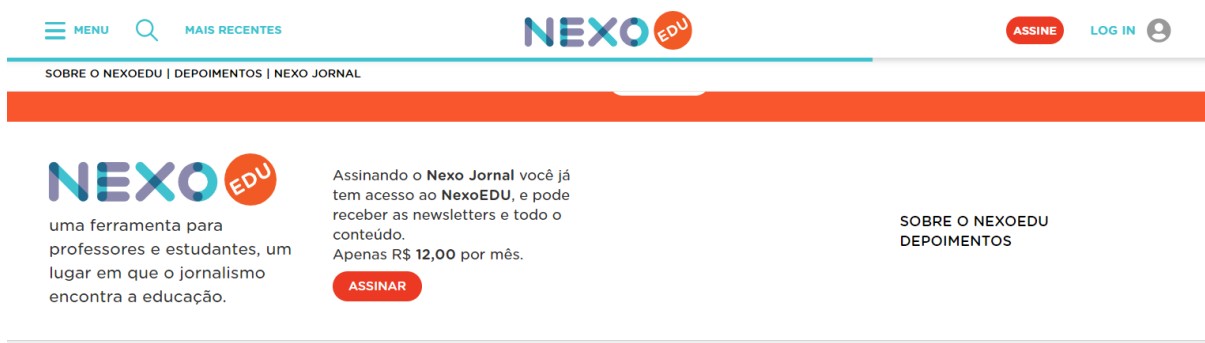 MENU MAIS RECENTES NEXO EDU ASSINE LOG IN
SOBRE O NEXOEDU | DEPOIMENTOS | NEXO JORNAL
NEXO EDU
uma ferramenta para
professores e estudantes, um
lugar em que o jornalismo
encontra a educação.
Assinando o Nexo Jornal você já
tem acesso ao NexoEDU, e pode
receber as newsletters e todo o
conteúdo.
Apenas R$ 12,00 por mês.
ASSINAR
SOBRE O NEXOEDU
DEPOIMENTOS